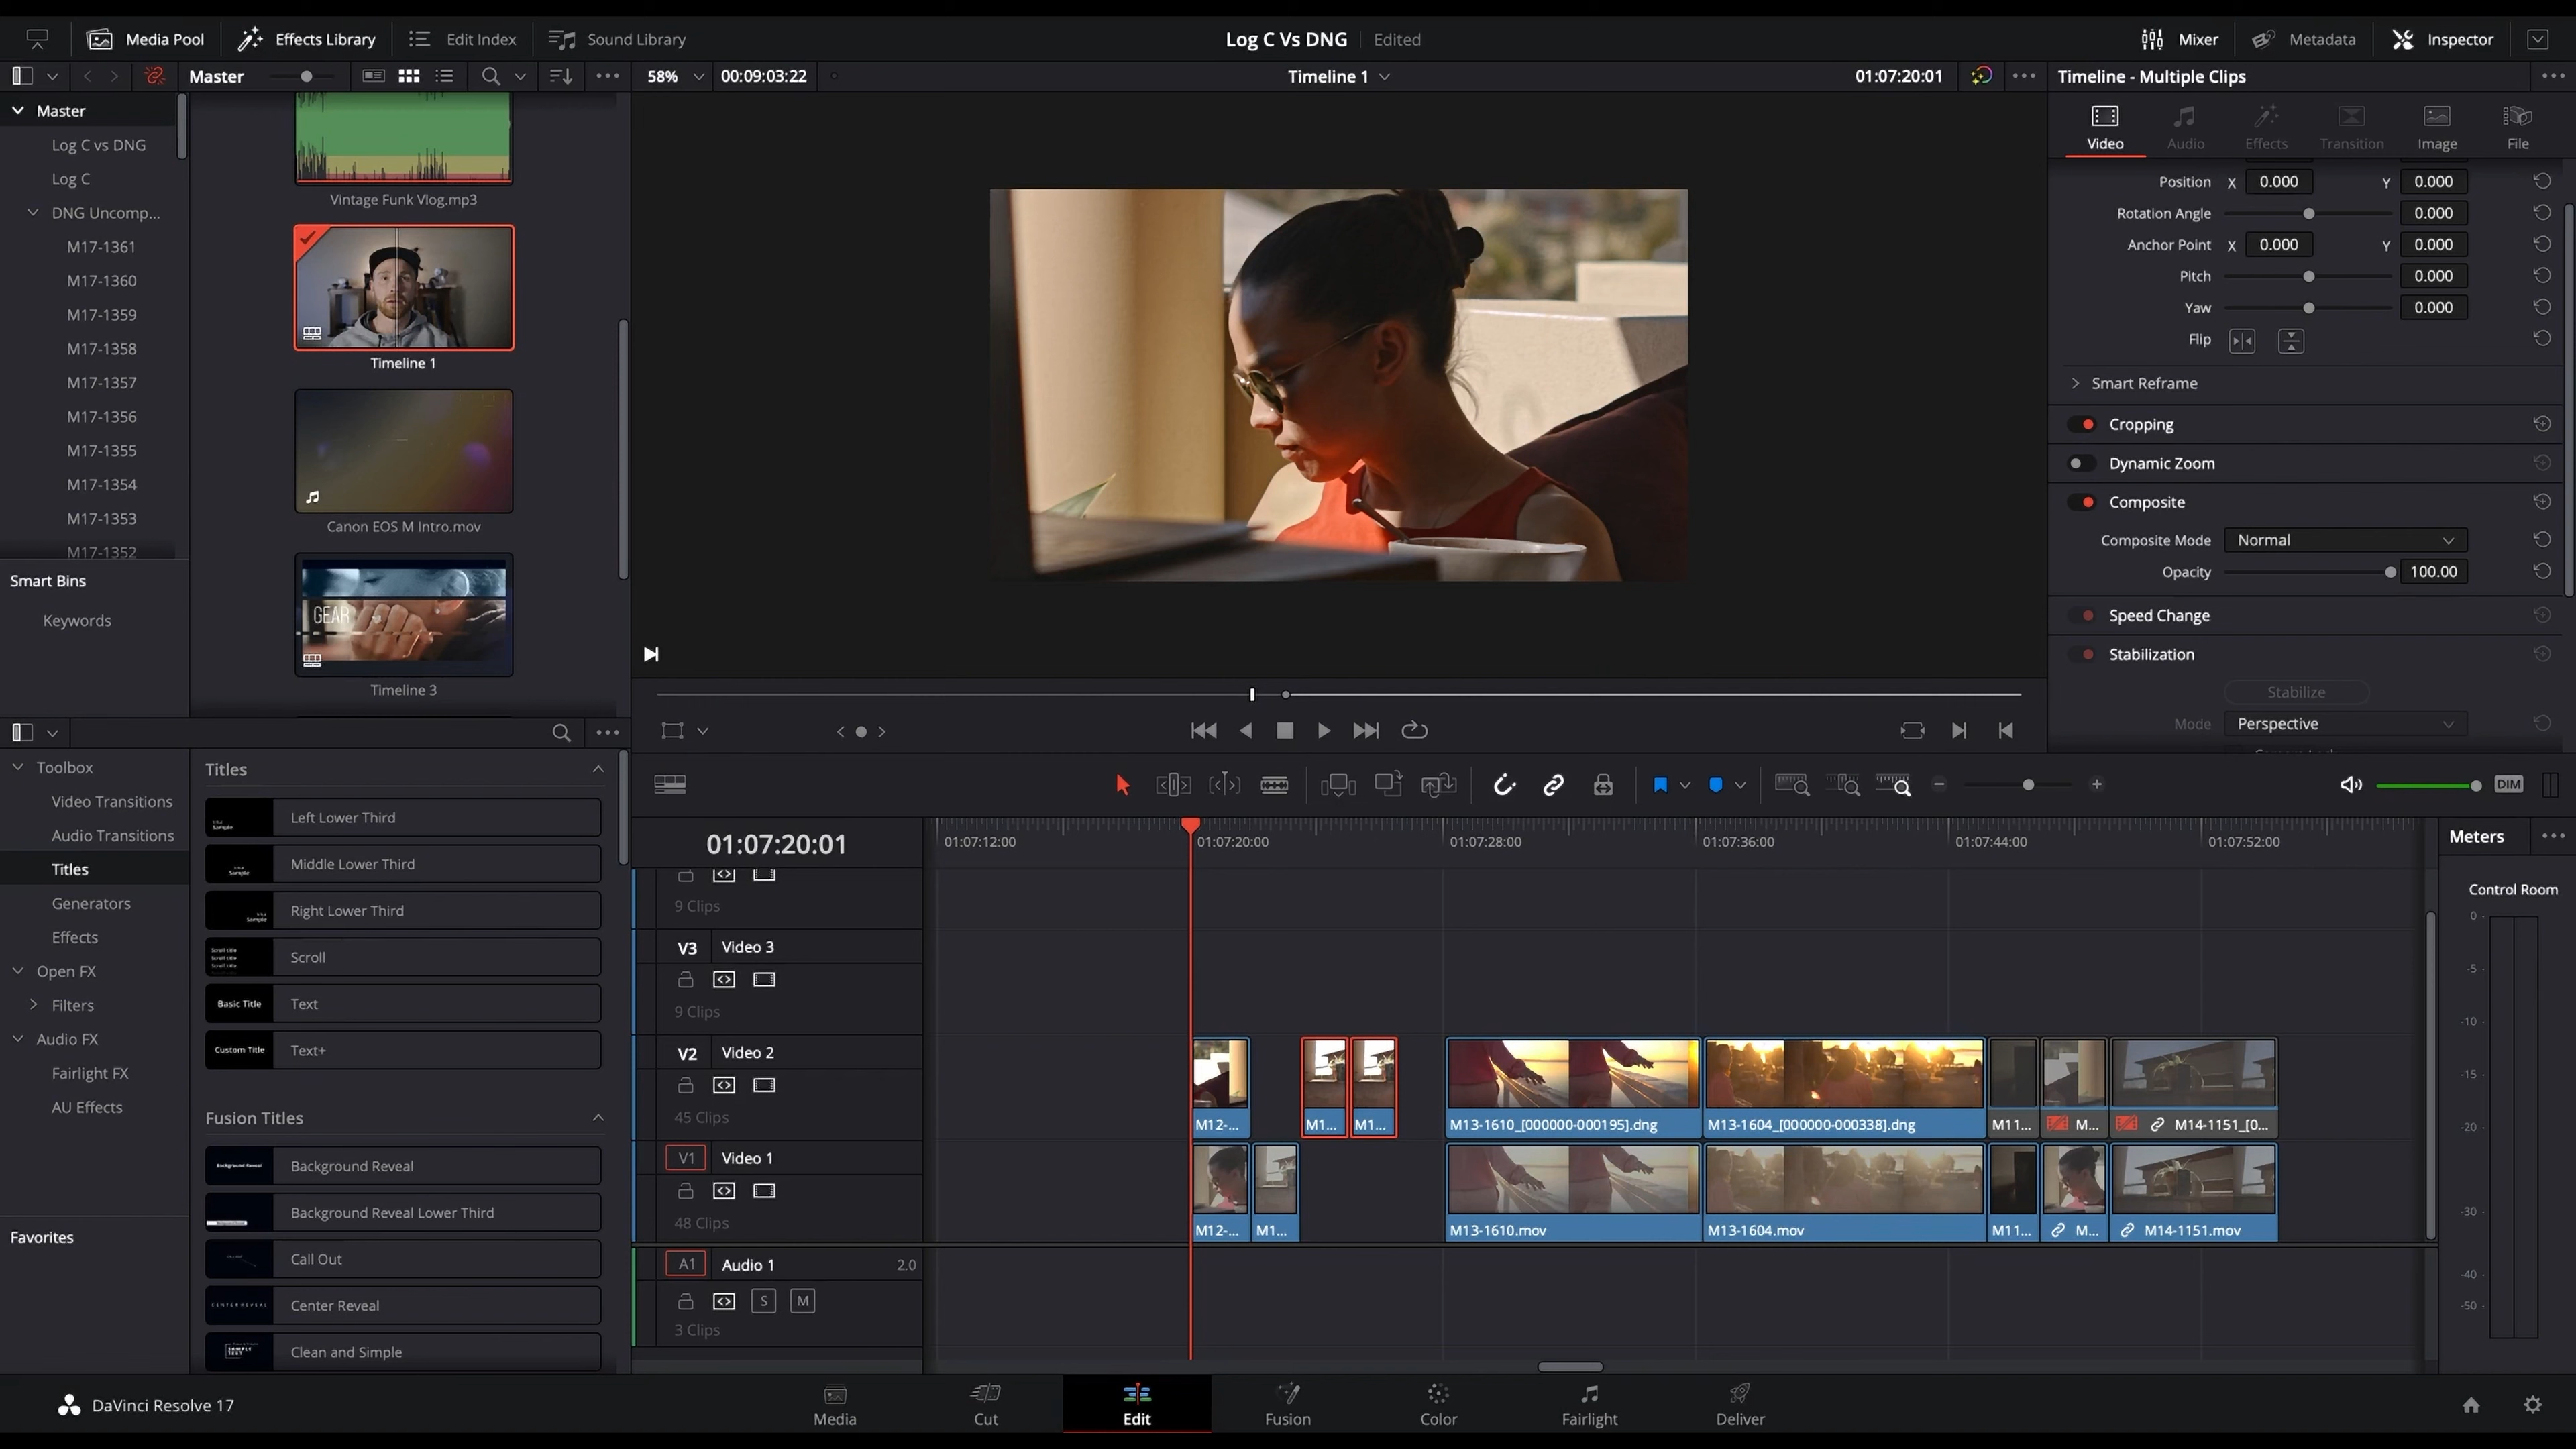 Media Pool
Effects Library
Edit Index
Sound Library
Log C Vs DNG
Edited
Mixer
Metadata
Inspector
Master
58%
00:09:03:22
Timeline 1
01:07:20:01
Timeline - Multiple Clips
Master
Log C vs DNG
Log C
DNG Uncomp...
M17-1361
M17-1360
M17-1359
M17-1358
M17-1357
M17-1356
M17-1355
M17-1354
M17-1353
M17-1352
Smart Bins
Keywords
Vintage Funk Vlog.mp3
Timeline 1
Canon EOS M Intro.mov
GEAR
Timeline 3
Video
Audio
Effects
Transition
Image
File
Position X 0.000 Y 0.000
Rotation Angle 0.000
Anchor Point X 0.000 Y 0.000
Pitch 0.000
Yaw 0.000
Flip
Smart Reframe
Cropping
Dynamic Zoom
Composite
Composite Mode Normal
Opacity 100.00
Speed Change
Stabilization
Stabilize
Mode Perspective
Toolbox
Video Transitions
Audio Transitions
Titles
Generators
Effects
Open FX
Filters
Audio FX
Fairlight FX
AU Effects
Favorites
Titles
Sample Left Lower Third
Sample Middle Lower Third
Sample Right Lower Third
Scroll
Basic Title Text
Custom Title Text+
Fusion Titles
Background Reveal Background Reveal
Background Reveal Lower Third
Call Out
CENTER REVEAL Center Reveal
SAMPLE TEXT Clean and Simple
DIM
01:07:20:01
01:07:12:00
01:07:20:00
01:07:28:00
01:07:36:00
01:07:44:00
01:07:52:00
9 Clips
V3 Video 3
9 Clips
V2 Video 2
45 Clips
M12-...
M1...
M1...
M13-1610_[000000-000195].dng
M13-1604_[000000-000338].dng
M11...
M...
M14-1151_[0...
V1 Video 1
48 Clips
M12-...
M1...
M13-1610.mov
M13-1604.mov
M11...
M...
M14-1151.mov
A1 Audio 1 2.0
S M
3 Clips
Meters
Control Room
0
-5
-10
-15
-20
-30
-40
-50
DaVinci Resolve 17
Media
Cut
Edit
Fusion
Color
Fairlight
Deliver